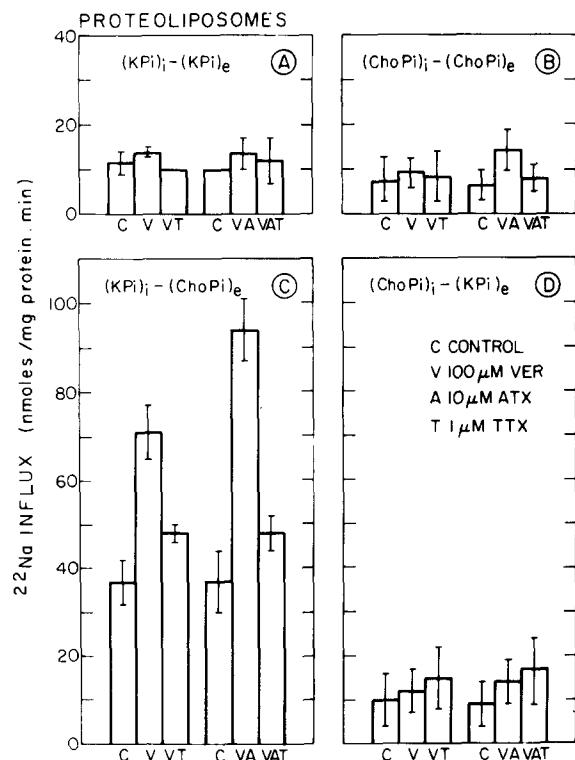 PROTEOLIPOSOMES
²²Na INFLUX (nmoles/mg protein.min)
40
20
0
(KPi)i-(KPi)e
A
C V VT C VA VAT
(ChoPi)i-(ChoPi)e
B
C V VT C VA VAT
100
80
60
40
20
0
(KPi)i-(ChoPi)e
C
C V VT C VA VAT
(ChoPi)i-(KPi)e
D
C CONTROL
V 100 μM VER
A 10 μM ATX
T 1 μM TTX
C V VT C VA VAT